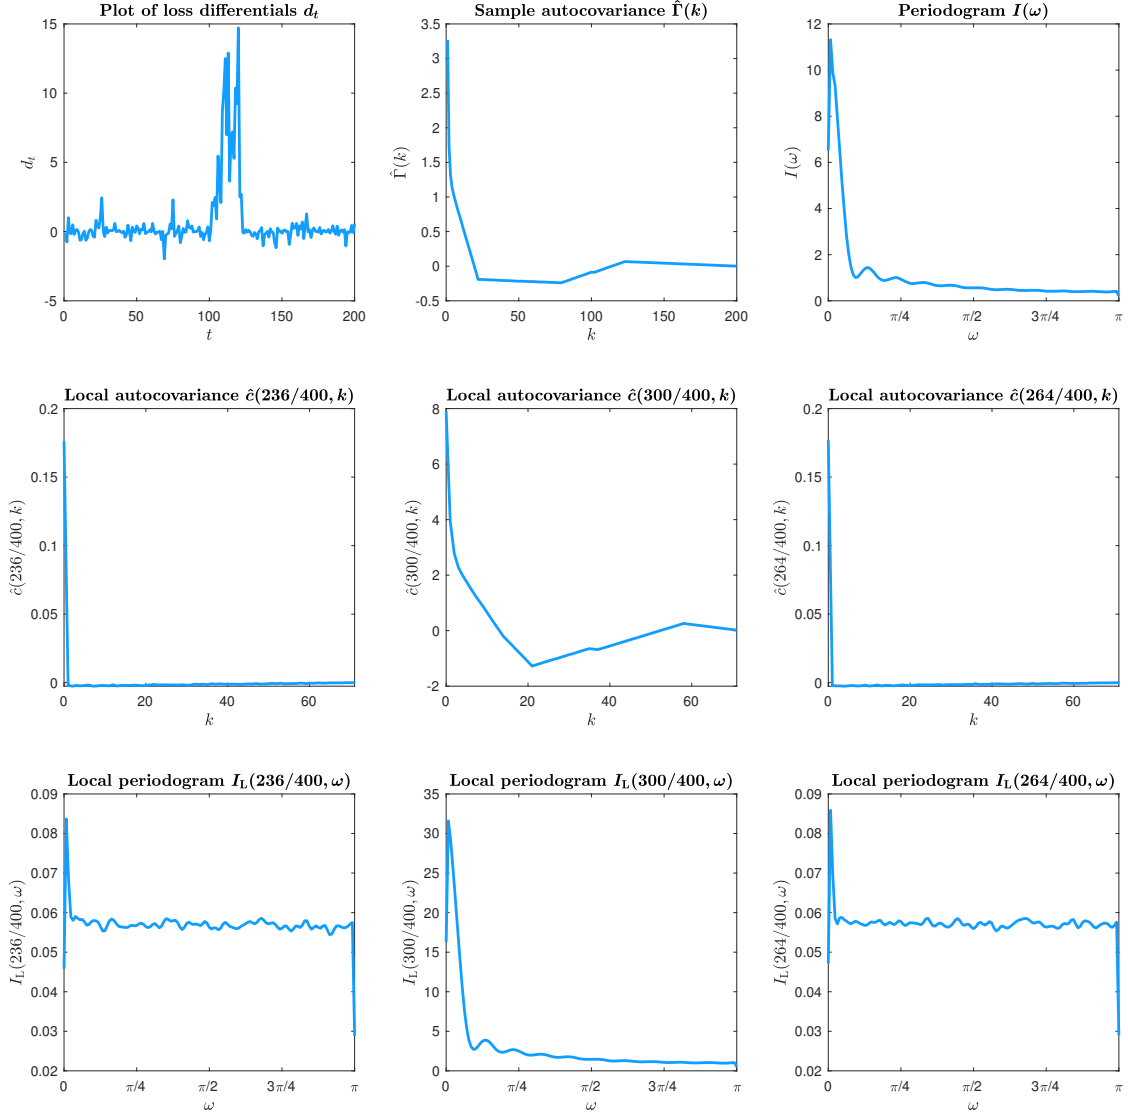 Plot of loss differentials d_t
15
10
5
0
-5
d_t
0 50 100 150 200
t
Sample autocovariance Γ̂(k)
3.5
3
2.5
2
1.5
1
0.5
0
-0.5
Γ̂(k)
0 50 100 150 200
k
Periodogram I(ω)
12
10
8
6
4
2
0
I(ω)
0 π/4 π/2 3π/4 π
ω
Local autocovariance ĉ(236/400, k)
0.2
0.15
0.1
0.05
0
ĉ(236/400, k)
0 20 40 60
k
Local autocovariance ĉ(300/400, k)
8
6
4
2
0
-2
ĉ(300/400, k)
0 20 40 60
k
Local autocovariance ĉ(264/400, k)
0.2
0.15
0.1
0.05
0
ĉ(264/400, k)
0 20 40 60
k
Local periodogram I_L(236/400, ω)
0.09
0.08
0.07
0.06
0.05
0.04
0.03
0.02
I_L(236/400, ω)
0 π/4 π/2 3π/4 π
ω
Local periodogram I_L(300/400, ω)
35
30
25
20
15
10
5
0
I_L(300/400, ω)
0 π/4 π/2 3π/4 π
ω
Local periodogram I_L(264/400, ω)
0.09
0.08
0.07
0.06
0.05
0.04
0.03
0.02
I_L(264/400, ω)
0 π/4 π/2 3π/4 π
ω